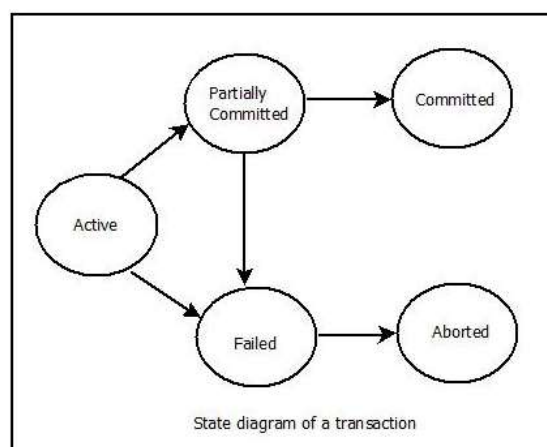 Partially
Committed
Committed
Active
Failed
Aborted
State diagram of a transaction